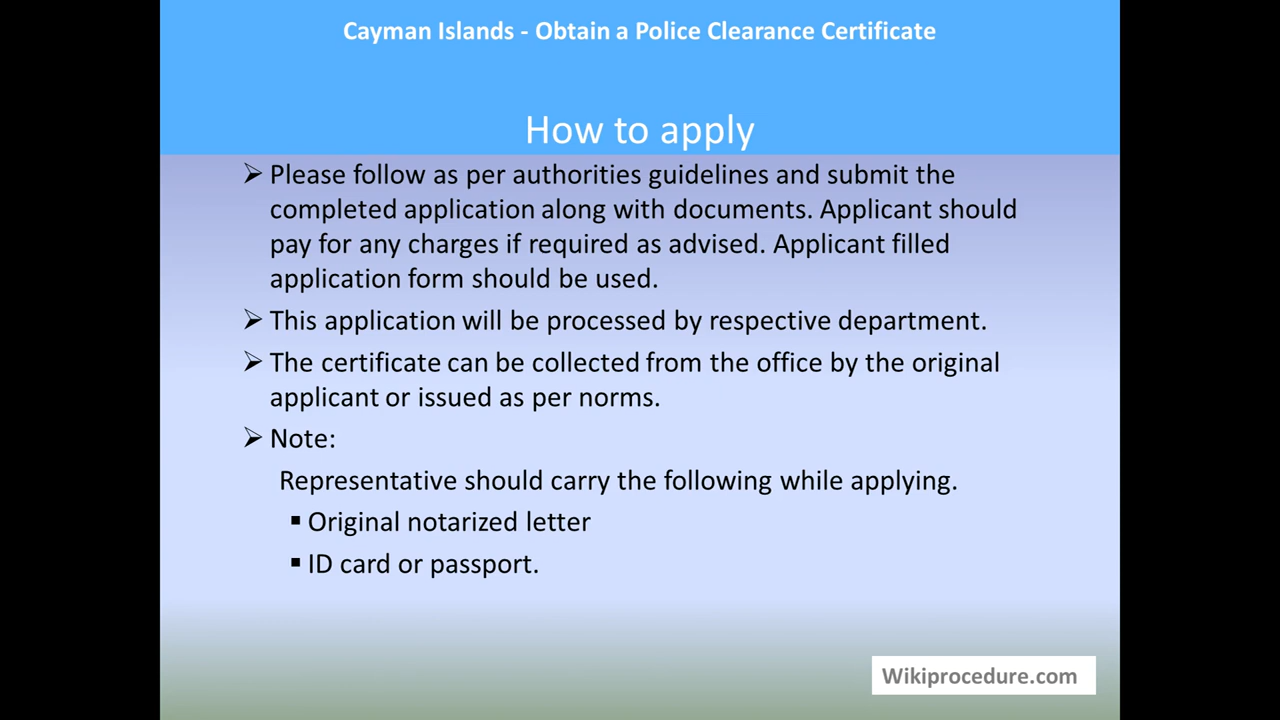 Cayman Islands - Obtain a Police Clearance Certificate
How to apply
➢ Please follow as per authorities guidelines and submit the
completed application along with documents. Applicant should
pay for any charges if required as advised. Applicant filled
application form should be used.
➢ This application will be processed by respective department.
➢ The certificate can be collected from the office by the original
applicant or issued as per norms.
➢ Note:
Representative should carry the following while applying.
▪ Original notarized letter
▪ ID card or passport.
Wikiprocedure.com